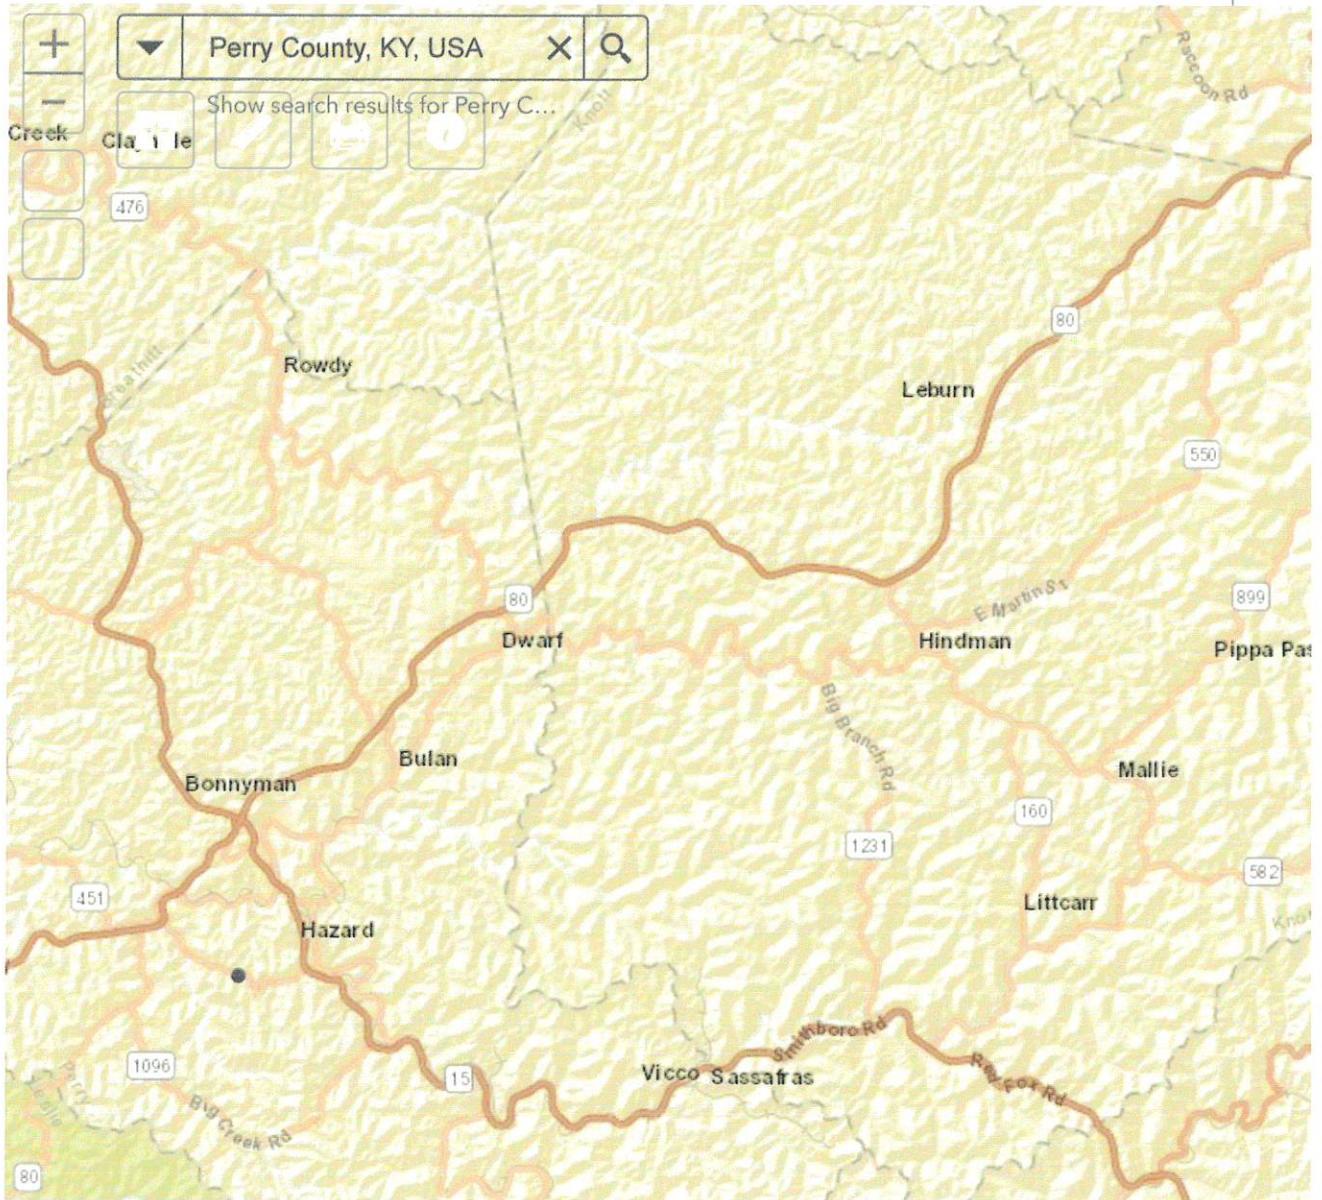 Perry County, KY, USA
Show search results for Perry C...
Knott
Raccoon Rd
Creek
476
80
Breathitt
Rowdy
Leburn
550
80
E Martin St
899
Dwarf
Hindman
Pippa Pas
Big Branch Rd
Bulan
Bonnyman
Mallie
160
1231
582
451
Littcarr
Hazard
Knot
Smithboro Rd
1096
Perry
15
Vicco
Sassafras
Big Creek Rd
80